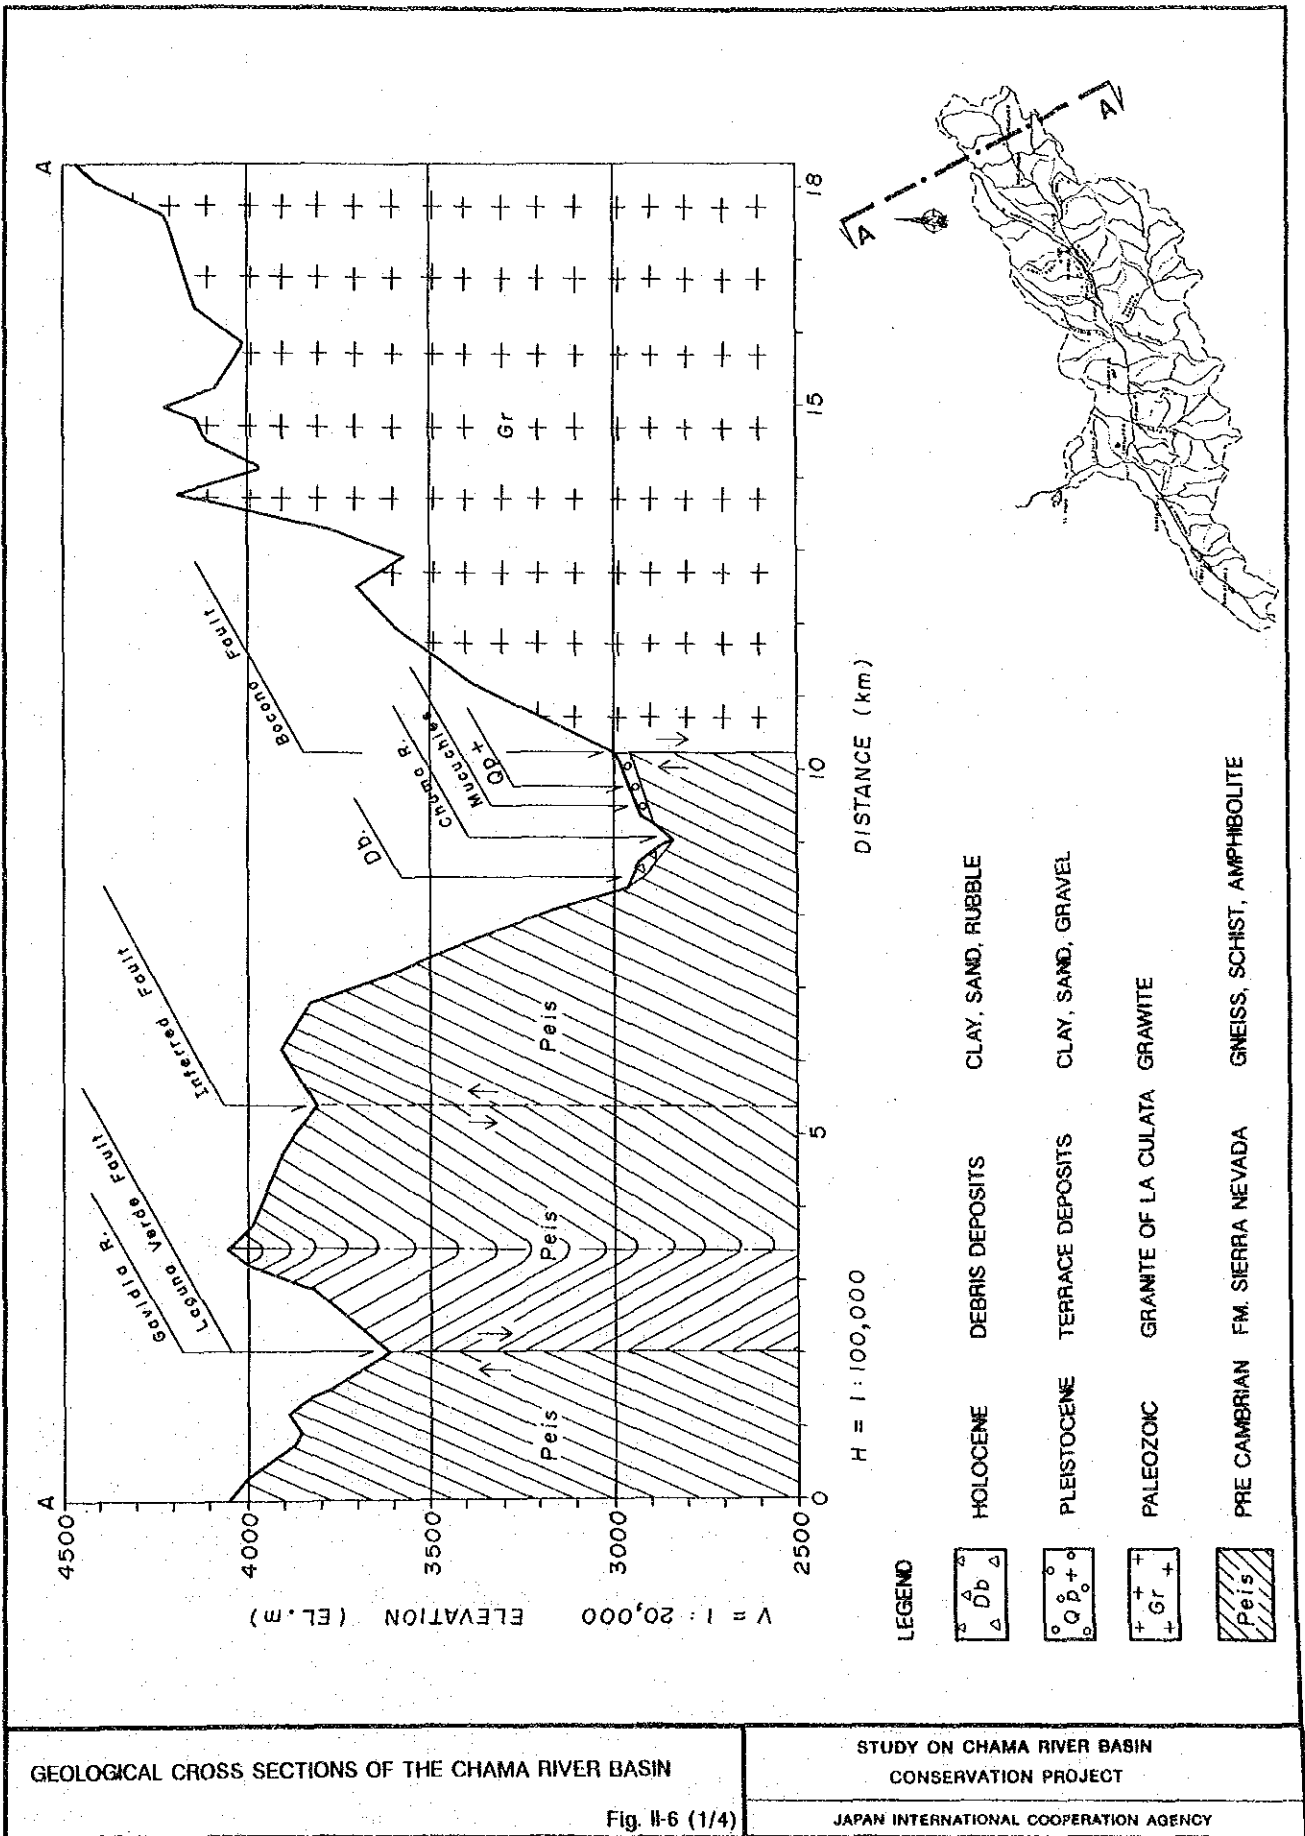 A
A
4500
4000
3500
3000
2500
V = 1 : 20,000 ELEVATION (EL.m)
0
5
10
15
18
H = 1:100,000
DISTANCE (km)
Gavidia R.
Laguna Verde Fault
Inferred Fault
Db.
Chama R.
Mucuchies
Qp+
Bocono Fault
Peis
Peis
Peis
Gr
A
A
LEGEND
Db HOLOCENE DEBRIS DEPOSITS CLAY, SAND, RUBBLE
Qp+ PLEISTOCENE TERRACE DEPOSITS CLAY, SAND, GRAVEL
Gr PALEOZOIC GRANITE OF LA CULATA GRAWITE
Peis PRE CAMBRIAN FM. SIERRA NEVADA GNEISS, SCHIST, AMPHIBOLITE
GEOLOGICAL CROSS SECTIONS OF THE CHAMA RIVER BASIN
Fig. II-6 (1/4)
STUDY ON CHAMA RIVER BASIN
CONSERVATION PROJECT
JAPAN INTERNATIONAL COOPERATION AGENCY